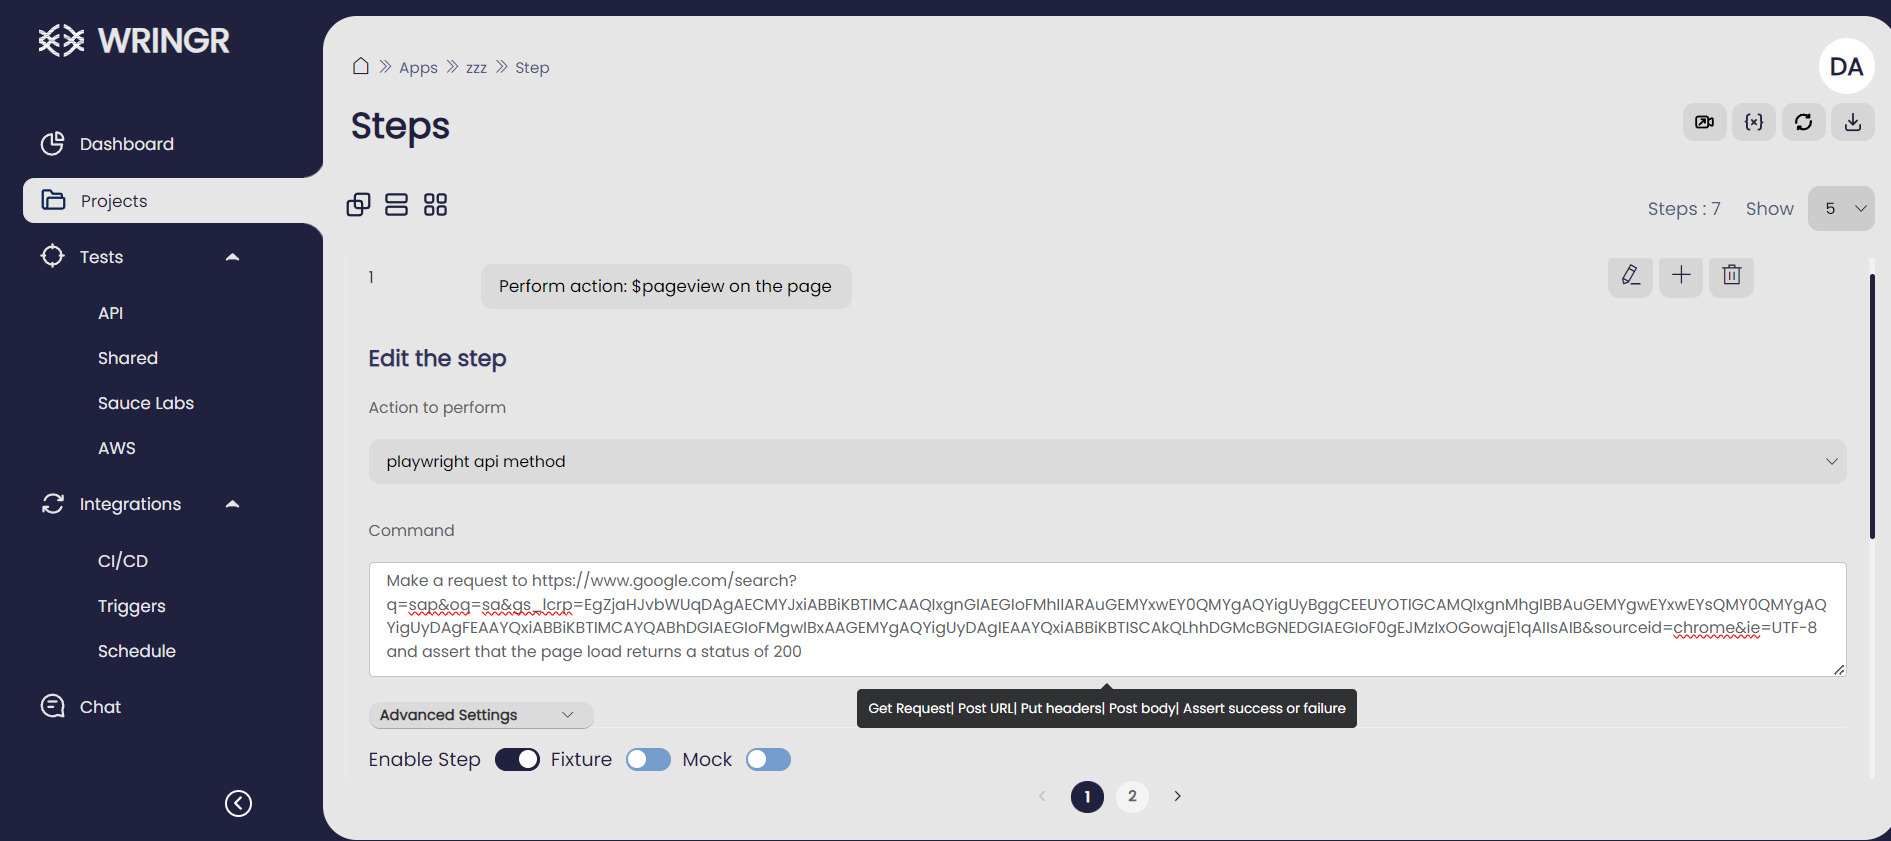 WRINGR
Apps zzz Step
DA
Steps
Dashboard
Projects
Tests
API
Shared
Sauce Labs
AWS
Integrations
CI/CD
Triggers
Schedule
Chat
Steps : 7 Show 5
1 Perform action: $pageview on the page
Edit the step
Action to perform
playwright api method
Command
Make a request to https://www.google.com/search?
q=sap&oq=sa&gs_lcrp=EgZjaHJvbWUqDAgAECMYJxiABBiKBTIMCAAQIxgnGIAEGIoFMhIIARAuGEMYxwEY0QMYgAQYigUyBggCEEUYOTIGCAMQIxgnMhgIBBAuGEMYgwEYxwEYsQMY0QMYgAQ
YigUyDAgFEAAYQxiABBiKBTIMCAYQABhDGIAEGIoFMgwIBxAAGEMYgAQYigUyDAgIEAAYQxiABBiKBTISCAkQLhhDGMcBGNEDGIAEGIoF0gEJMzIxOGowajE1qAIIsAIB&sourceid=chrome&ie=UTF-8
and assert that the page load returns a status of 200
Get Request| Post URL| Put headers| Post body| Assert success or failure
Advanced Settings
Enable Step Fixture Mock
1 2